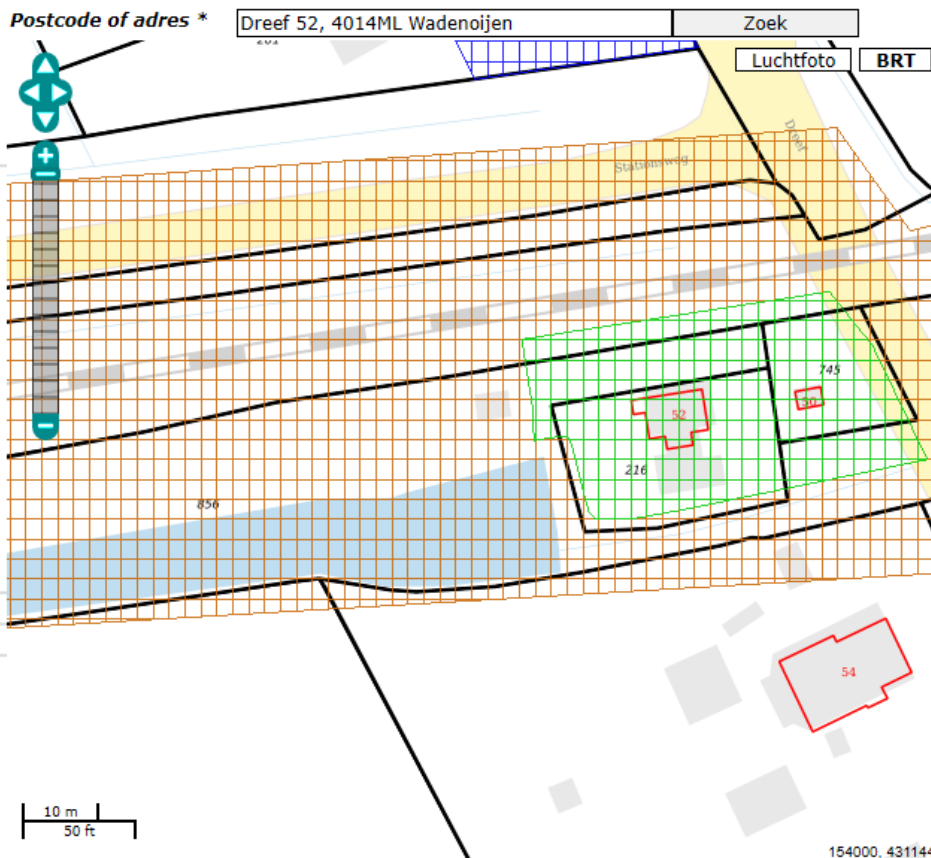 Postcode of adres *
Dreef 52, 4014ML Wadenoijen
Zoek
Luchtfoto
BRT
Dreef
Stationsweg
745
52
50
216
856
54
10 m
50 ft
154000, 431144